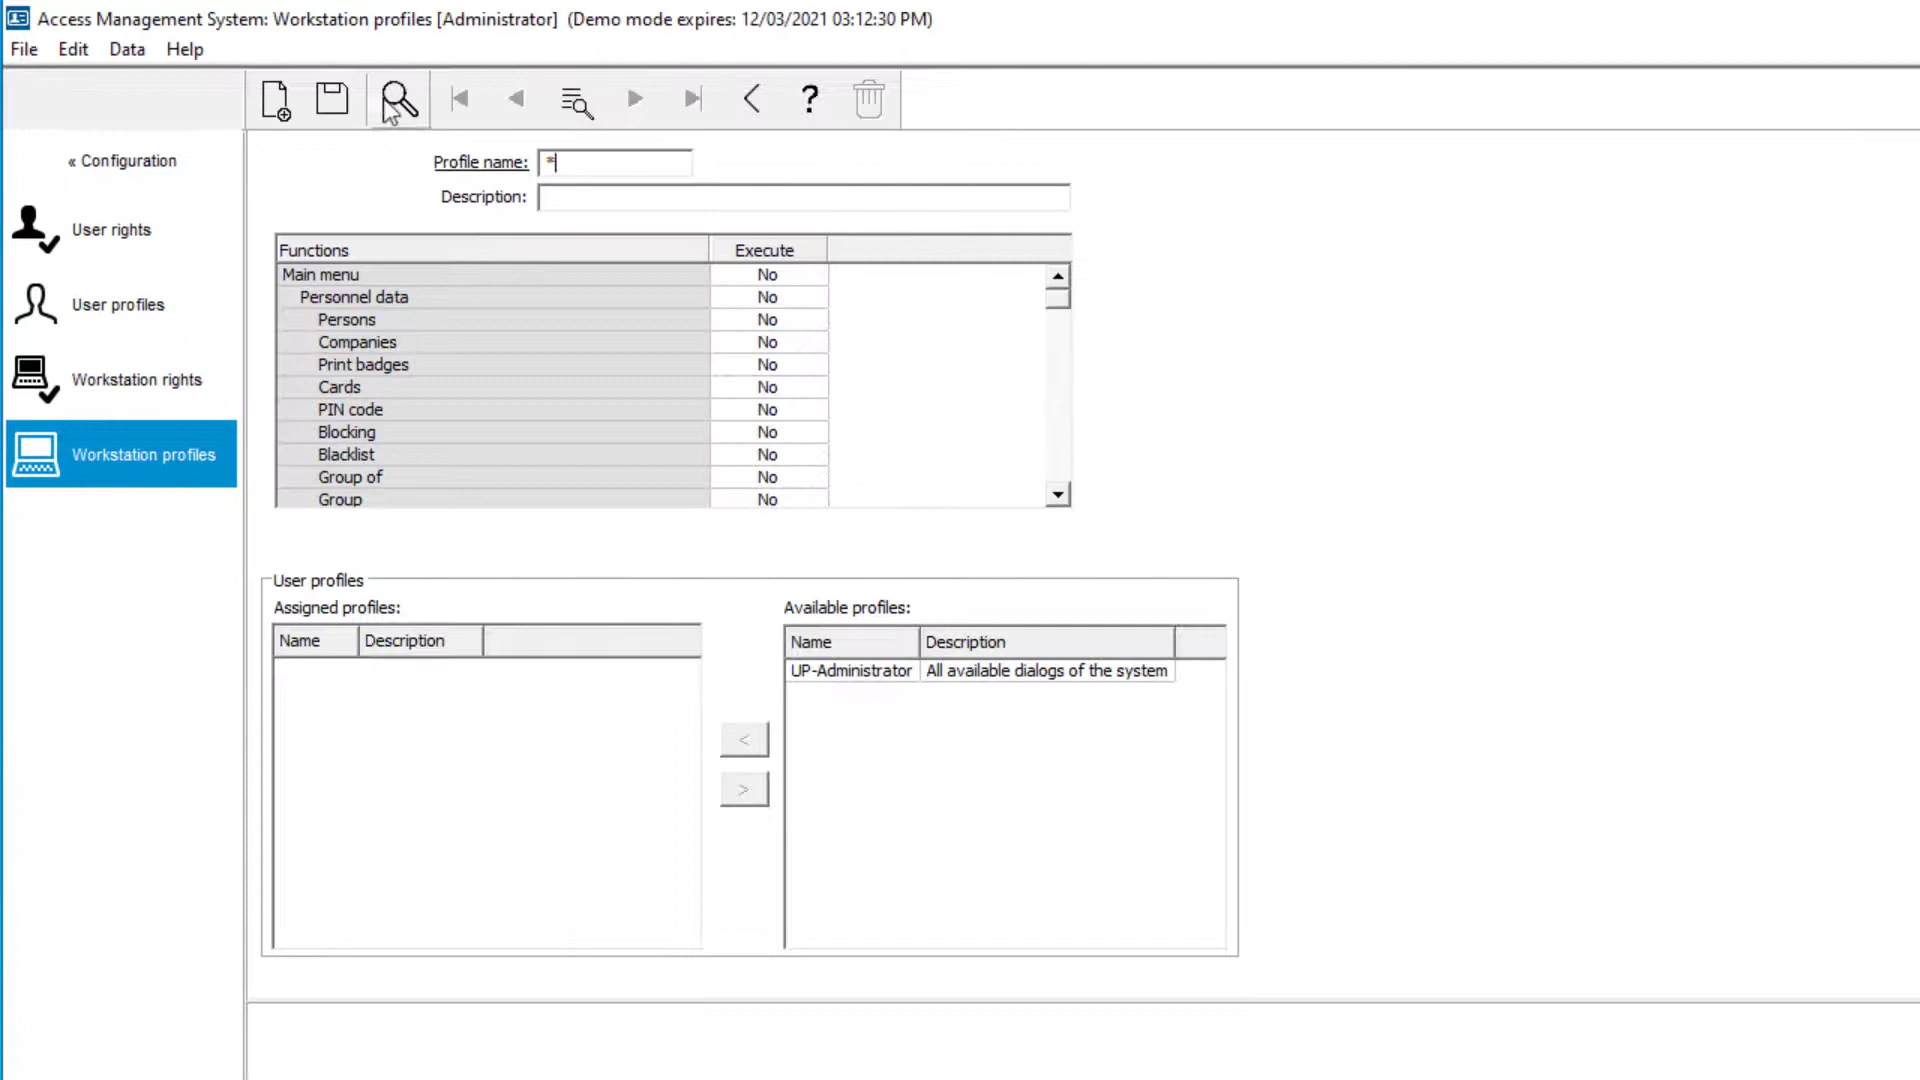 Access Management System: Workstation profiles [Administrator]  (Demo mode expires: 12/03/2021 03:12:30 PM)
File Edit Data Help
?
« Configuration
User rights
User profiles
Workstation rights
Workstation profiles
Profile name: *
Description:
Functions Execute
Main menu No
Personnel data No
Persons No
Companies No
Print badges No
Cards No
PIN code No
Blocking No
Blacklist No
Group of No
Group No
User profiles
Assigned profiles:
Name Description
<
>
Available profiles:
Name Description
UP-Administrator All available dialogs of the system